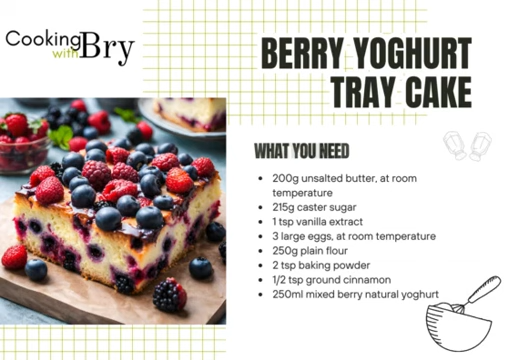 Cooking
with Bry
BERRY YOGHURT
TRAY CAKE
WHAT YOU NEED
• 200g unsalted butter, at room
temperature
• 215g caster sugar
• 1 tsp vanilla extract
• 3 large eggs, at room temperature
• 250g plain flour
• 2 tsp baking powder
• 1/2 tsp ground cinnamon
• 250ml mixed berry natural yoghurt